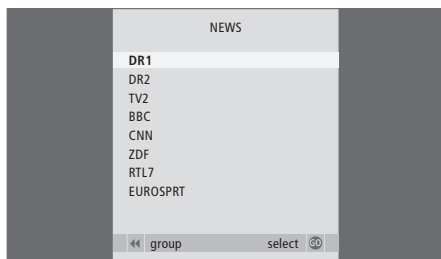 NEWS
DR1
DR2
TV2
BBC
CNN
ZDF
RTL7
EUROSPRT
group select GO